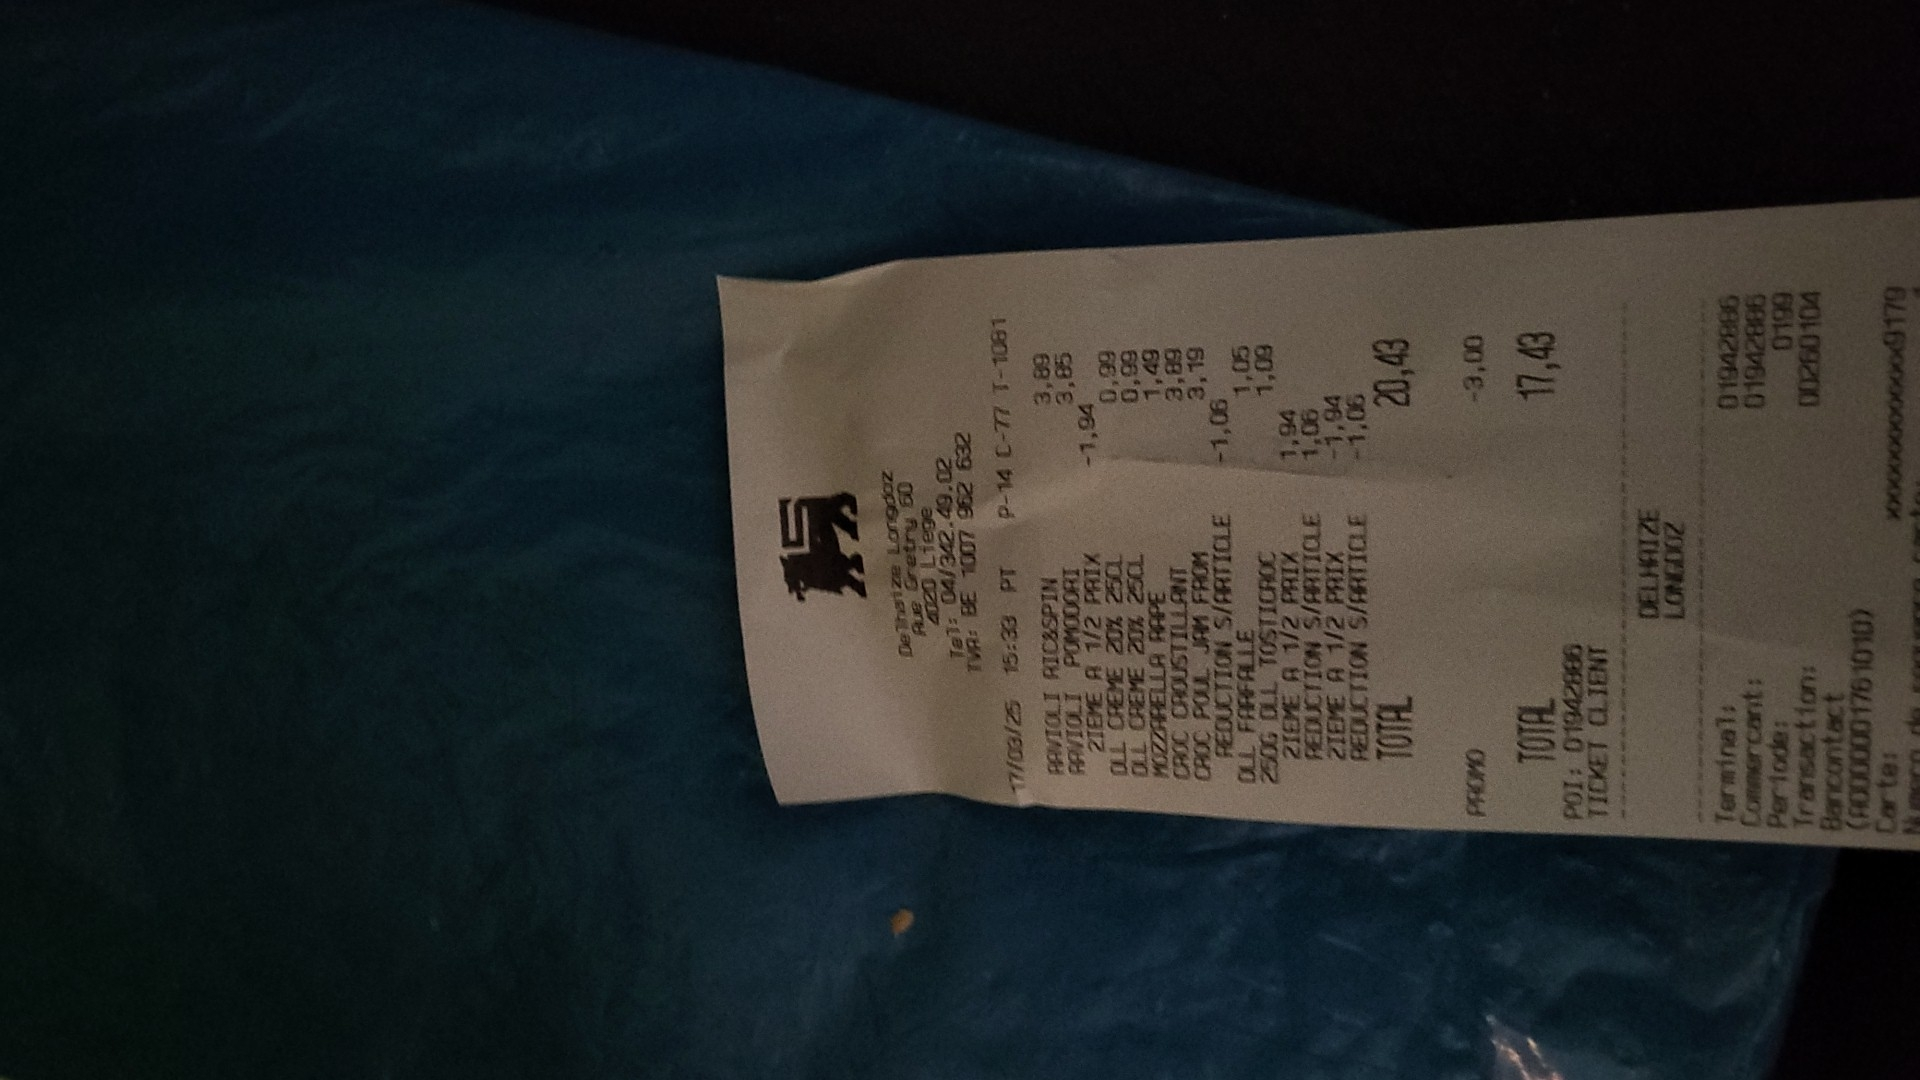 Delhaize Longdoz
Rue Gretry 60
4020 Liege
Tel: 04/342.49.02
TVA: BE 1007 962 632
17/03/25 15:33 PT P-14 C-77 T-1081
RAVIOLI RIC&SPIN 3,89
RAVIOLI POMODORI 3,85
2IEME A 1/2 PRIX -1,94
DLL CREME 20% 25CL 0,99
DLL CREME 20% 25CL 0,99
MOZZARELLA RAPE 1,49
CROC CROUSTILLANT 3,89
CROC POUL JAM FROM 3,19
REDUCTION S/ARTICLE -1,06
DLL FARFALLE 1,05
250G DLL TOSTICROC 1,09
2IEME A 1/2 PRIX 1,94
REDUCTION S/ARTICLE 1,06
2IEME A 1/2 PRIX -1,94
REDUCTION S/ARTICLE -1,06
TOTAL 20,43
PROMO -3,00
TOTAL 17,43
POI: 01942886
TICKET CLIENT
DELHAIZE
LONGDOZ
Terminal: 01942886
Commercant: 01942886
Periode: 0199
Transaction: 00260104
Bancontact
(A0000001761010)
Carte: xxxxxxxxxxxxx9179